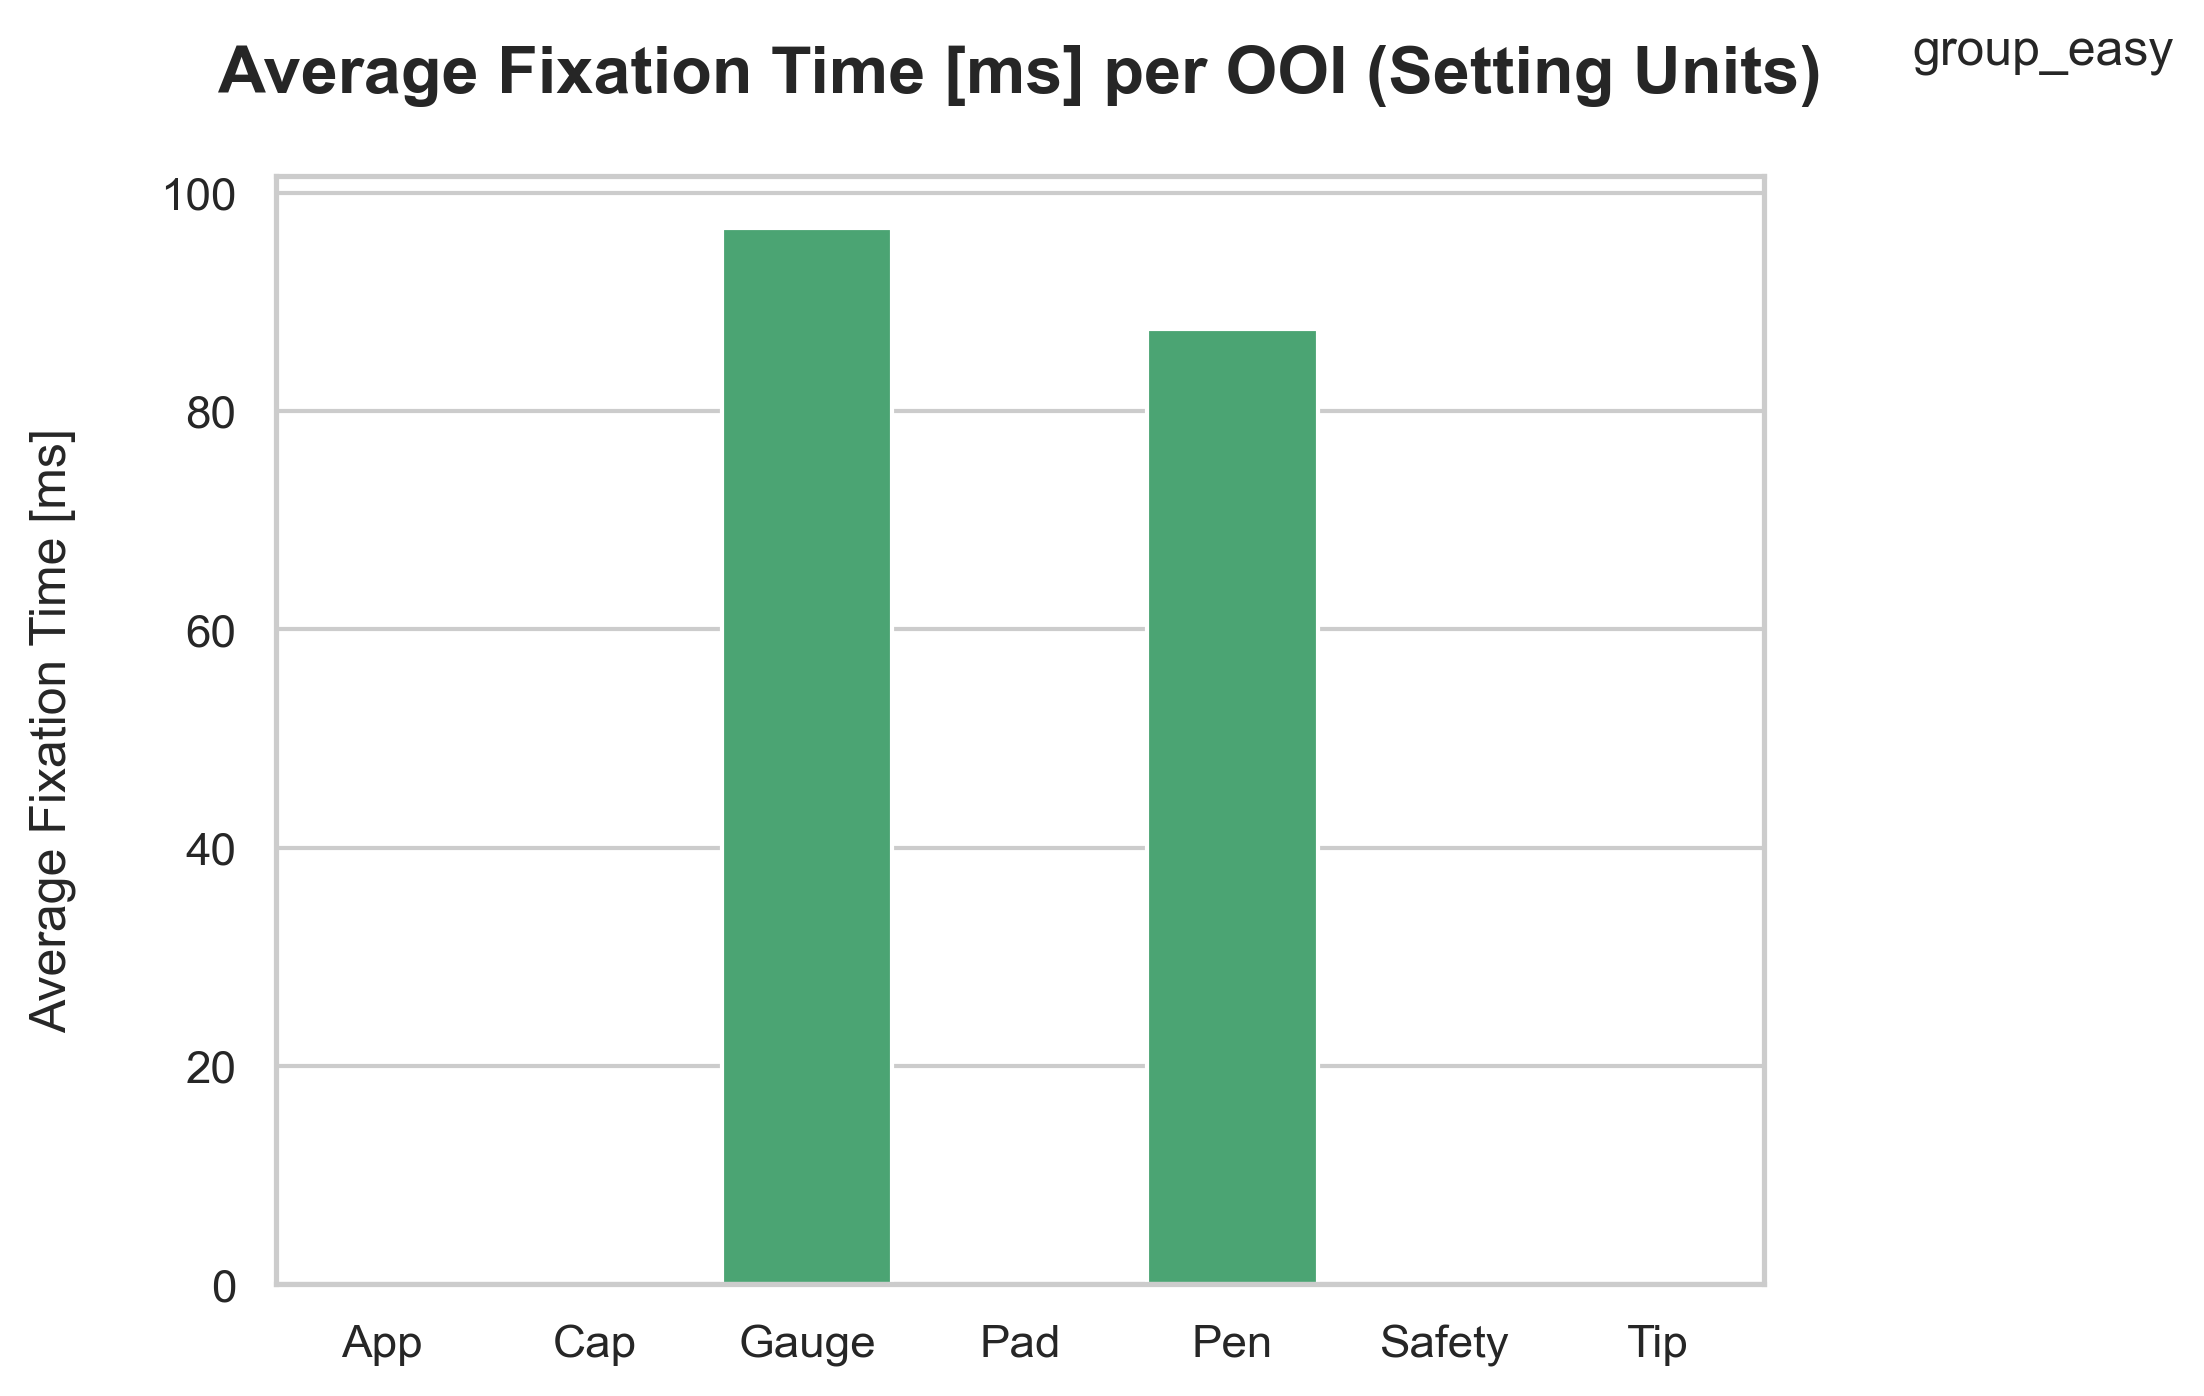 Average Fixation Time [ms] per OOI (Setting Units)
group_easy
Average Fixation Time [ms]
100
80
60
40
20
0
App Cap Gauge Pad Pen Safety Tip